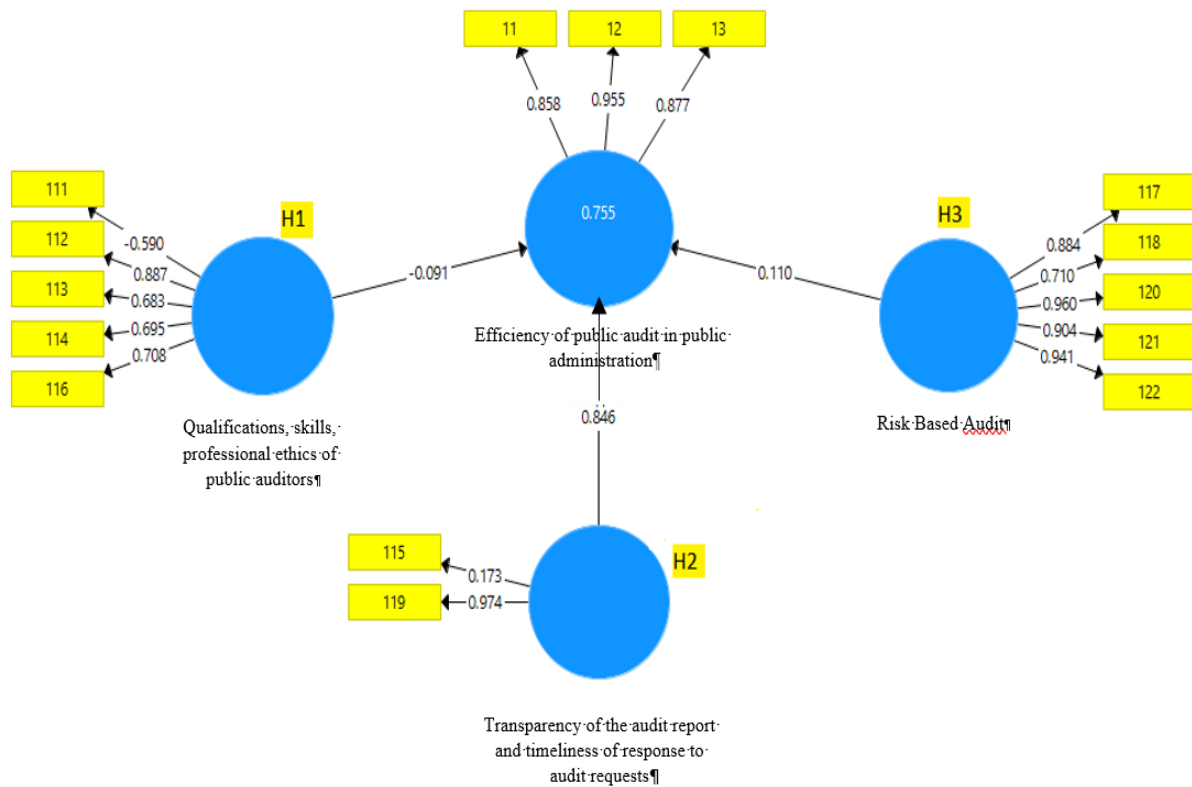 11
12
13
0.858
0.955
0.877
0.755
Efficiency·of·public·audit·in·public·
administration¶
H1
111
112
113
114
116
-0.590
0.887
0.683
0.695
0.708
-0.091
Qualifications,·skills,·
professional·ethics·of·
public·auditors¶
H3
117
118
120
121
122
0.884
0.710
0.960
0.904
0.941
0.110
Risk·Based·Audit¶
0.846
H2
115
119
0.173
0.974
Transparency·of·the·audit·report·
and·timeliness·of·response·to·
audit·requests¶